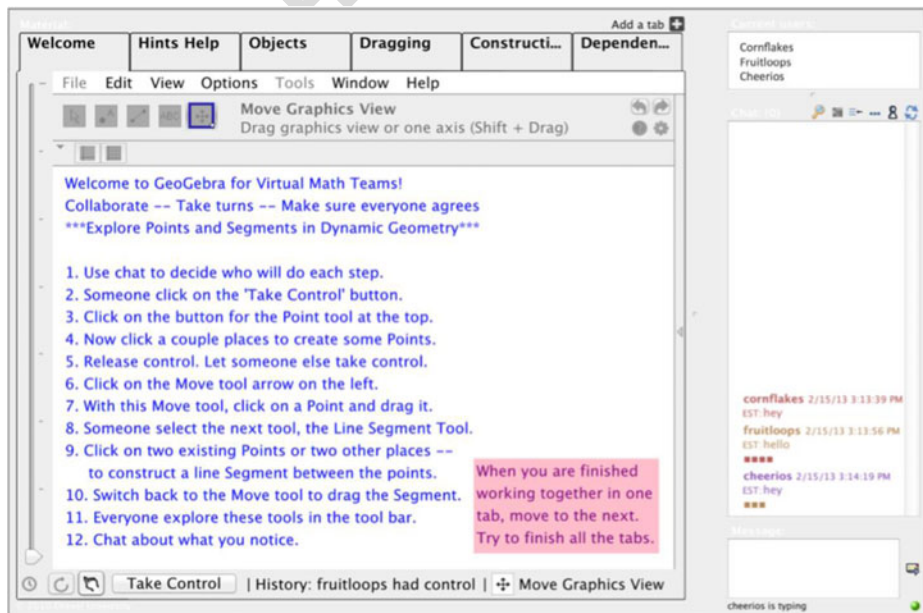 Material:
Add a tab
Current users:
Welcome
Hints Help
Objects
Dragging
Constructi...
Dependen...
Cornflakes
Fruitloops
Cheerios
File Edit View Options Tools Window Help
ABC
Move Graphics View
Drag graphics view or one axis (Shift + Drag)
Welcome to GeoGebra for Virtual Math Teams!
Collaborate -- Take turns -- Make sure everyone agrees
***Explore Points and Segments in Dynamic Geometry***
1. Use chat to decide who will do each step.
2. Someone click on the 'Take Control' button.
3. Click on the button for the Point tool at the top.
4. Now click a couple places to create some Points.
5. Release control. Let someone else take control.
6. Click on the Move tool arrow on the left.
7. With this Move tool, click on a Point and drag it.
8. Someone select the next tool, the Line Segment Tool.
9. Click on two existing Points or two other places --
to construct a line Segment between the points.
10. Switch back to the Move tool to drag the Segment.
11. Everyone explore these tools in the tool bar.
12. Chat about what you notice.
When you are finished
working together in one
tab, move to the next.
Try to finish all the tabs.
Take Control | History: fruitloops had control | Move Graphics View
cornflakes 2/15/13 3:13:39 PM
EST: hey
fruitloops 2/15/13 3:13:56 PM
EST: hello
cheerios 2/15/13 3:14:19 PM
EST: hey
Message:
cheerios is typing